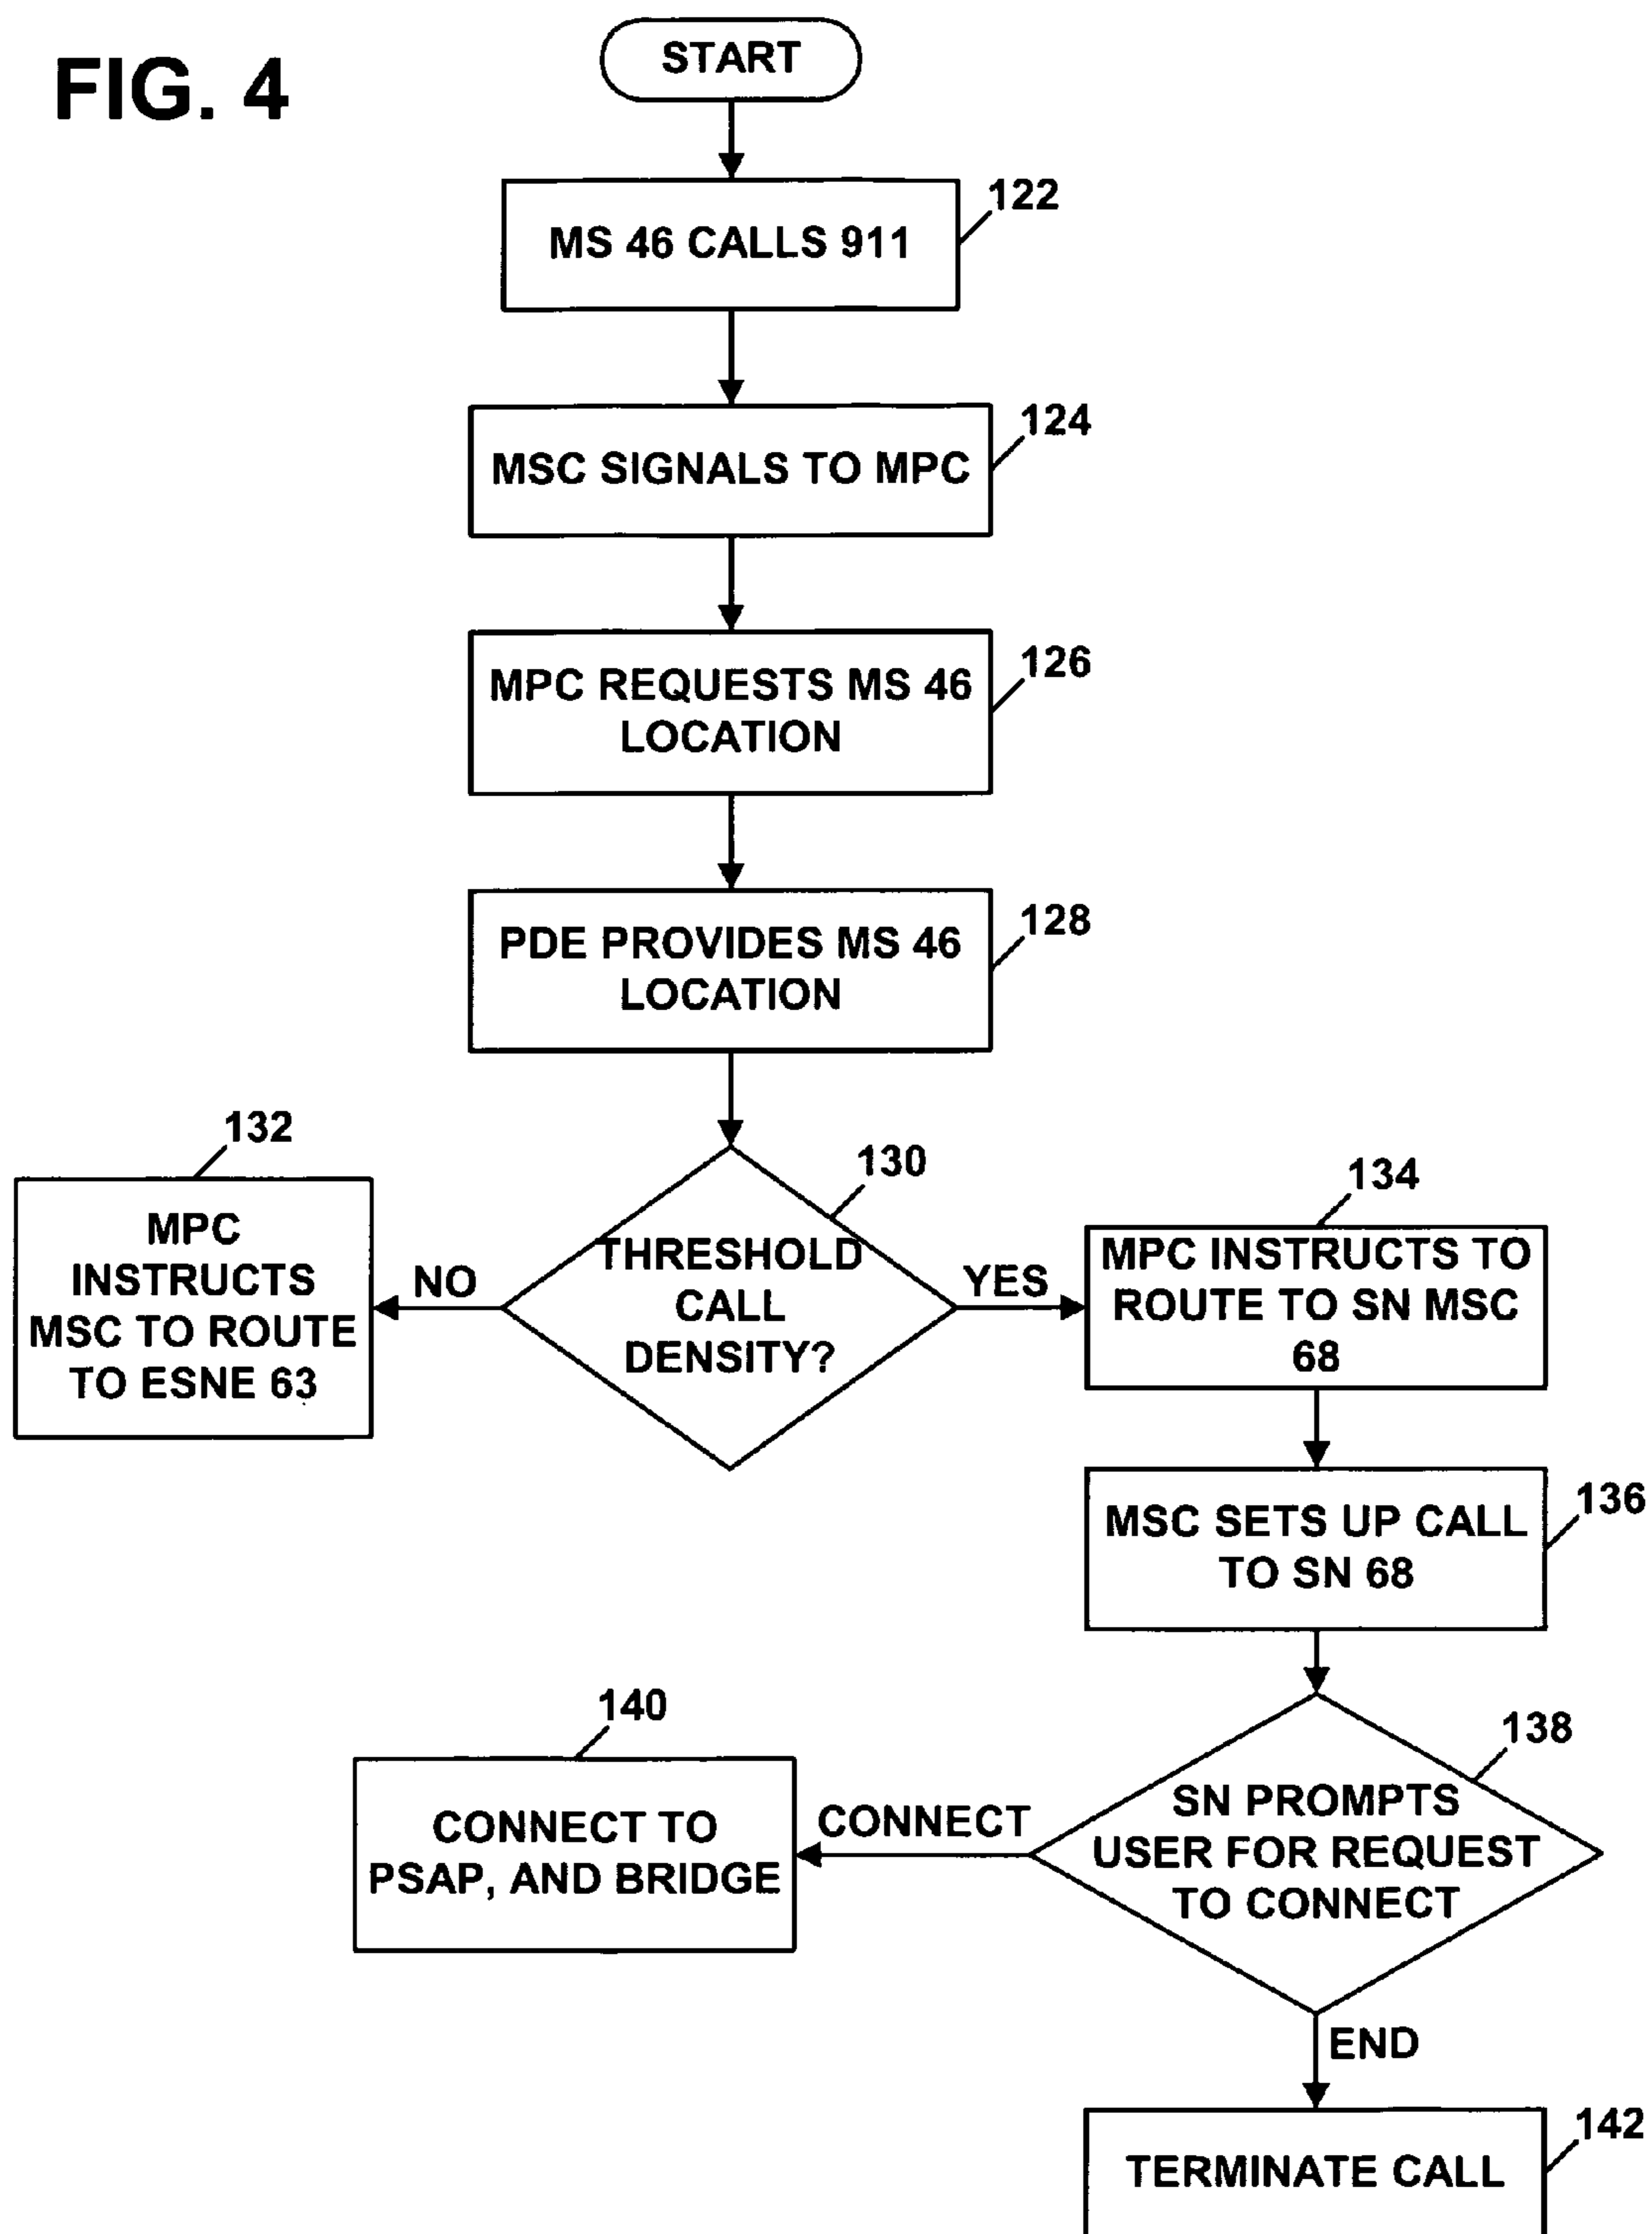 FIG. 4
START
122
MS 46 CALLS 911
124
MSC SIGNALS TO MPC
126
MPC REQUESTS MS 46
LOCATION
128
PDE PROVIDES MS 46
LOCATION
130
THRESHOLD
CALL
DENSITY?
NO
132
MPC
INSTRUCTS
MSC TO ROUTE
TO ESNE 63
YES
134
MPC INSTRUCTS TO
ROUTE TO SN MSC
68
136
MSC SETS UP CALL
TO SN 68
138
SN PROMPTS
USER FOR REQUEST
TO CONNECT
CONNECT
140
CONNECT TO
PSAP, AND BRIDGE
END
142
TERMINATE CALL